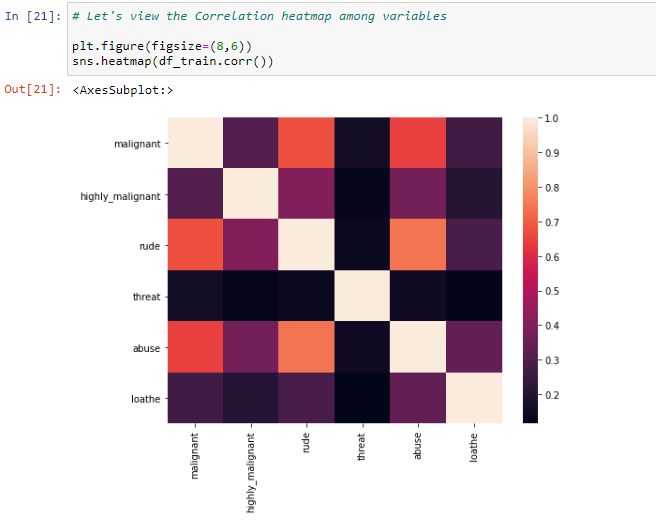 In [21]: # Let's view the Correlation heatmap among variables
plt.figure(figsize=(8,6))
sns.heatmap(df_train.corr())
Out[21]: <AxesSubplot:>
malignant
highly_malignant
rude
threat
abuse
loathe
malignant
highly_malignant
rude
threat
abuse
loathe
1.0
0.9
0.8
0.7
0.6
0.5
0.4
0.3
0.2